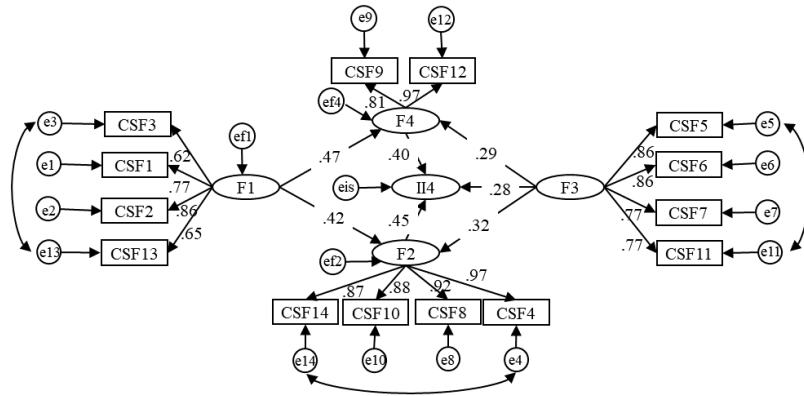 e9
e12
CSF9
CSF12
.81
.97
ef4
F4
e3
CSF3
ef1
.62
e1
CSF1
.77
F1
e2
CSF2
.86
.65
e13
CSF13
.47
.40
.29
eis
II4
.28
F3
.42
.45
.32
CSF5
e5
.86
CSF6
e6
.86
CSF7
e7
.77
CSF11
e11
.77
ef2
F2
.87
.88
.92
.97
CSF14
CSF10
CSF8
CSF4
e14
e10
e8
e4